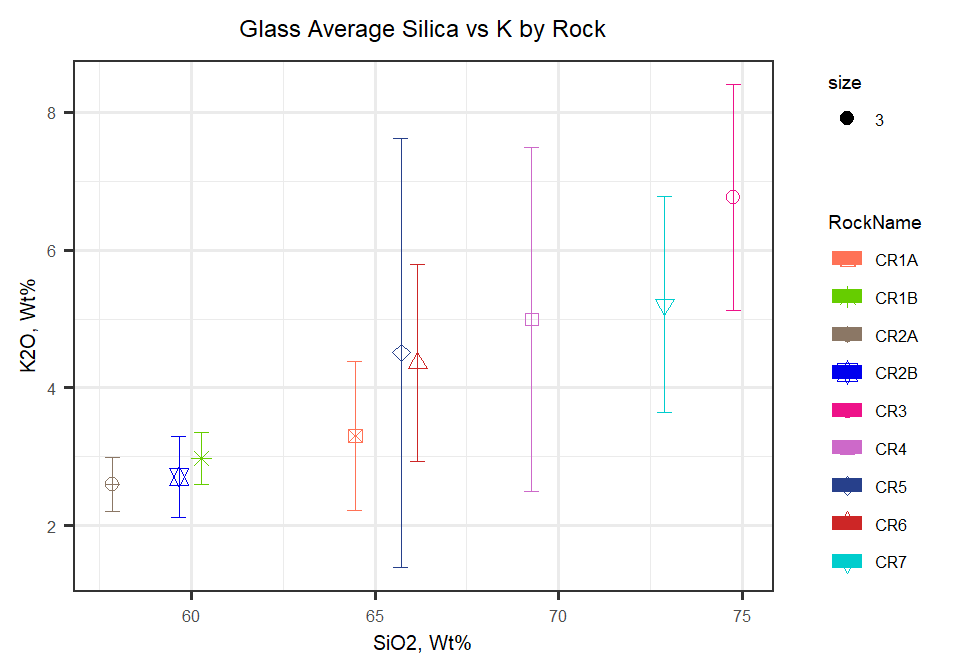 Glass Average Silica vs K by Rock
K2O, Wt%
8
6
4
2
60
65
70
75
SiO2, Wt%
size
3
RockName
CR1A
CR1B
CR2A
CR2B
CR3
CR4
CR5
CR6
CR7